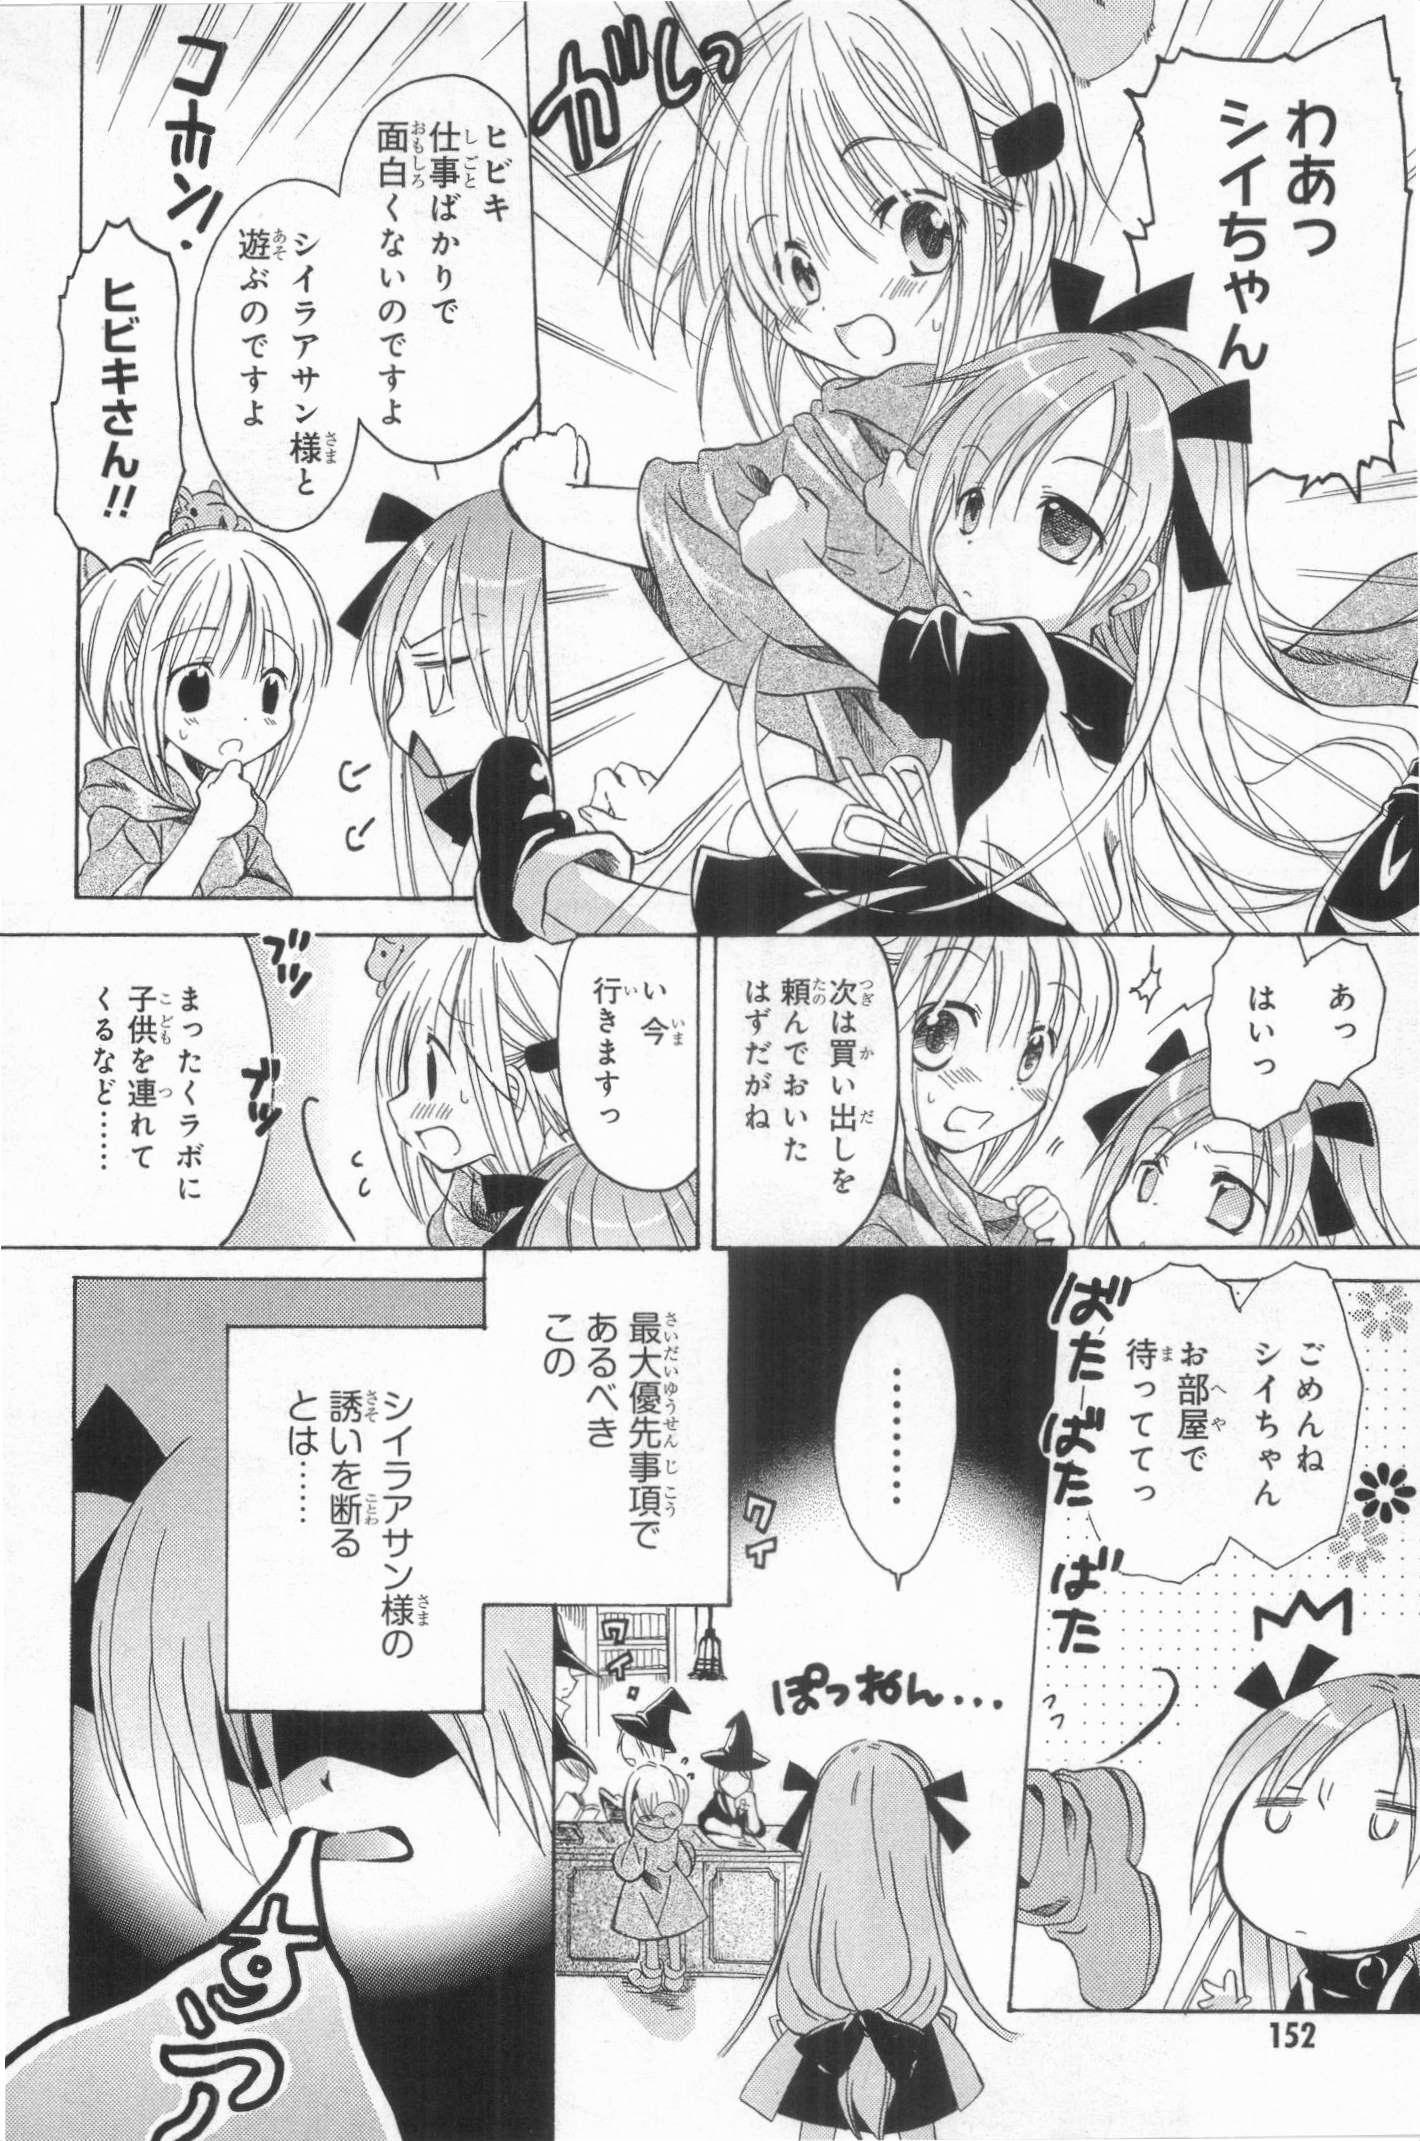 わあっ
シイちゃん
ガしっ
ヒビキ
仕事ばかりで
面白くないのですよ
シイラアサン様と
遊ぶのですよ
コホン!
ヒビキさん!!
あっ
はいっ
次は買い出しを
頼んでおいた
はずだがね
い今
行きますっ
ブツ
ブツ
まったくラボに
子供を連れて
くるなど……
ごめんね
シイちゃん
お部屋で
待っててっ
ばた
ばた
ばた
………
ワイ
ワイ
ぽつねん...
最大優先事項で
あるべき
この
シイラアサン様の
誘いを断る
とは……
すうっ
152